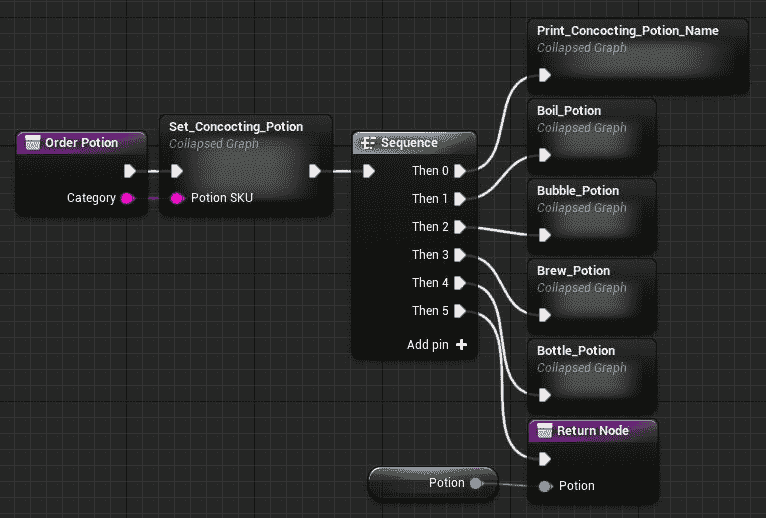 Order Potion
Category
Set_Concocting_Potion
Collapsed Graph
Potion SKU
Sequence
Then 0
Then 1
Then 2
Then 3
Then 4
Then 5
Add pin
Print_Concocting_Potion_Name
Collapsed Graph
Boil_Potion
Collapsed Graph
Bubble_Potion
Collapsed Graph
Brew_Potion
Collapsed Graph
Bottle_Potion
Collapsed Graph
Return Node
Potion
Potion